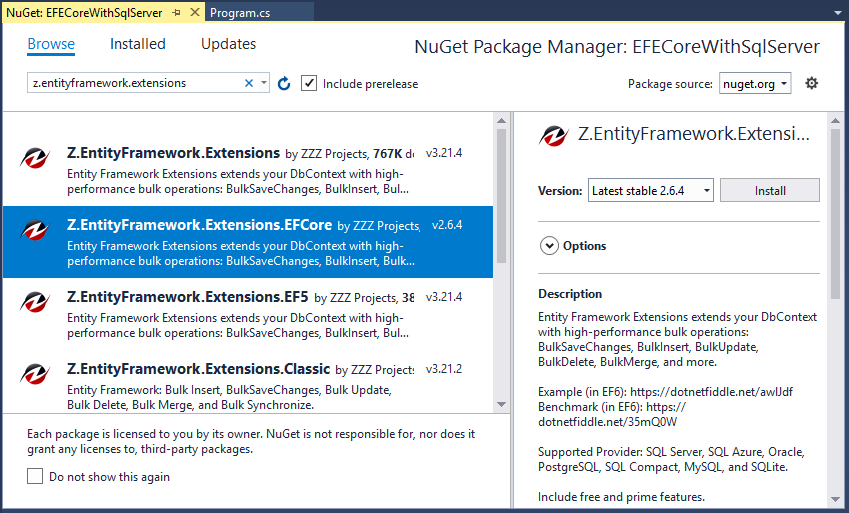 NuGet: EFECoreWithSqlServer
Program.cs
Browse
Installed
Updates
NuGet Package Manager: EFECoreWithSqlServer
z.entityframework.extensions
Include prerelease
Package source:
nuget.org
Z.EntityFramework.Extensions by ZZZ Projects, 767K d
v3.21.4
Entity Framework Extensions extends your DbContext with high-
performance bulk operations: BulkSaveChanges, BulkInsert, Bul...
Z.EntityFramework.Extensions.EFCore by ZZZ Projects,
v2.6.4
Entity Framework Extensions extends your DbContext with high-
performance bulk operations: BulkSaveChanges, BulkInsert, Bulk...
Z.EntityFramework.Extensions.EF5 by ZZZ Projects, 38
v3.21.4
Entity Framework Extensions extends your DbContext with high-
performance bulk operations: BulkSaveChanges, BulkInsert, Bul...
Z.EntityFramework.Extensions.Classic by ZZZ Projects
v3.21.2
Entity Framework: Bulk Insert, BulkSaveChanges, Bulk Update,
Bulk Delete, Bulk Merge, and Bulk Synchronize.
Each package is licensed to you by its owner. NuGet is not responsible for, nor does it
grant any licenses to, third-party packages.
Do not show this again
Z.EntityFramework.Extensi...
Version:
Latest stable 2.6.4
Install
Options
Description
Entity Framework Extensions extends your DbContext
with high-performance bulk operations:
BulkSaveChanges, BulkInsert, BulkUpdate,
BulkDelete, BulkMerge, and more.
Example (in EF6): https://dotnetfiddle.net/awlJdf
Benchmark (in EF6): https://
dotnetfiddle.net/35mQ0W
Supported Provider: SQL Server, SQL Azure, Oracle,
PostgreSQL, SQL Compact, MySQL, and SQLite.
Include free and prime features.